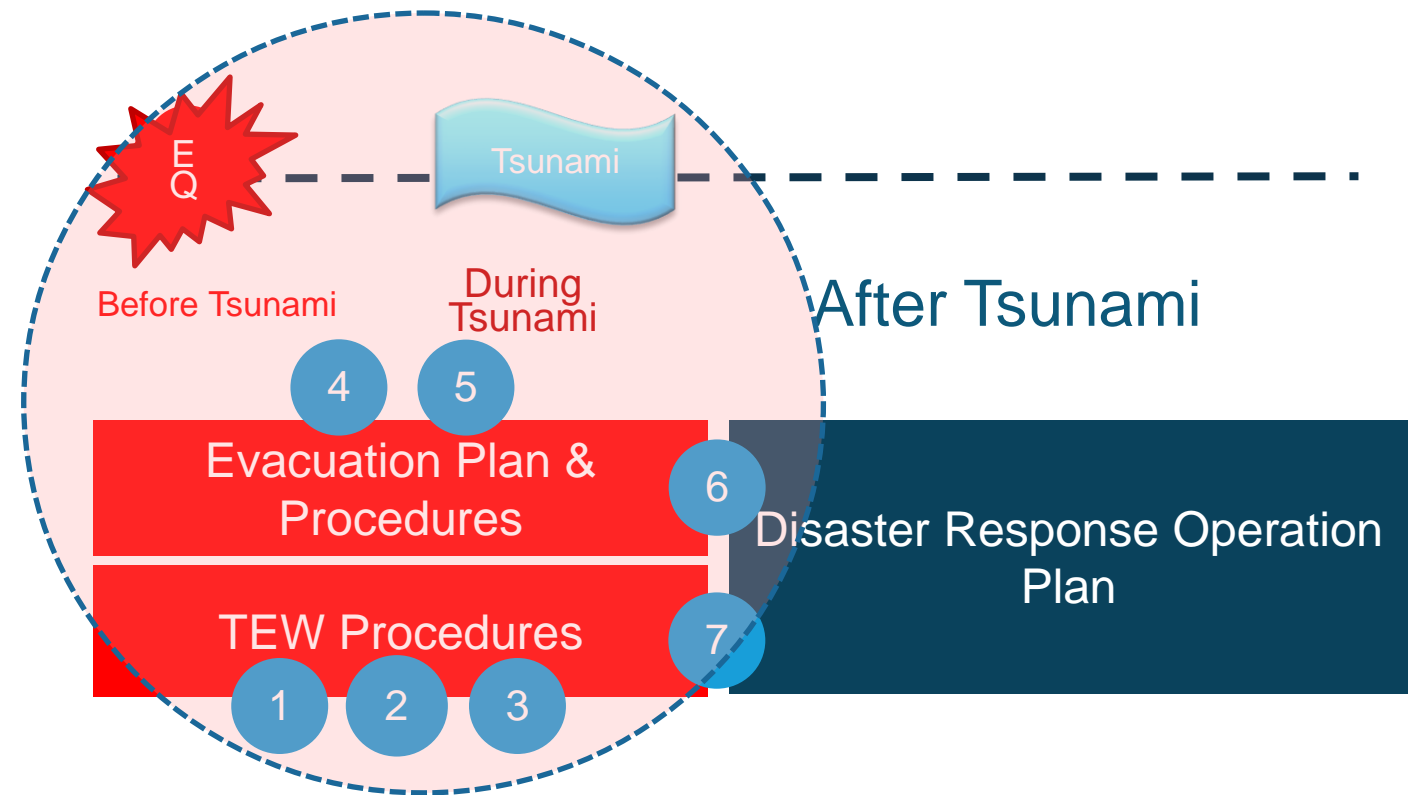 E
Q
Tsunami
Before Tsunami
During
Tsunami
After Tsunami
4
5
Evacuation Plan &
Procedures
6
Disaster Response Operation
Plan
TEW Procedures
7
1
2
3